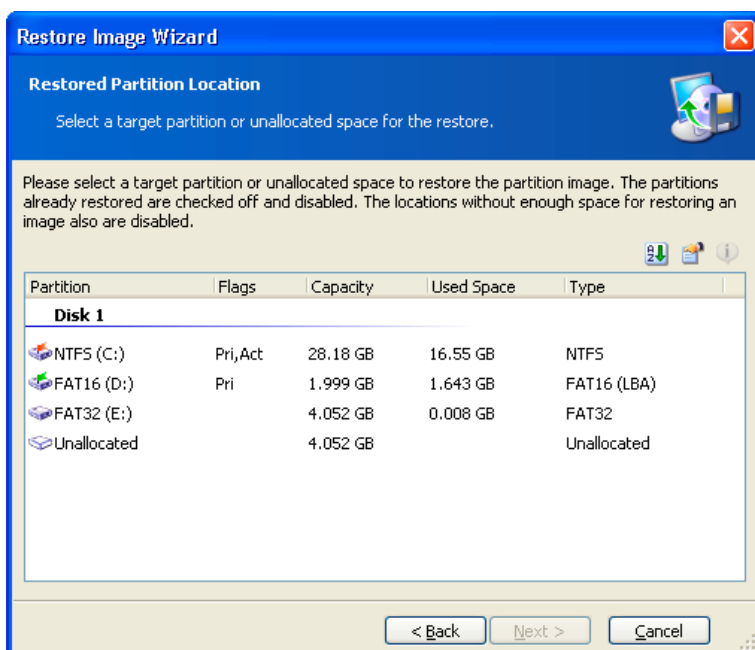 Restore Image Wizard
Restored Partition Location
Select a target partition or unallocated space for the restore.
Please select a target partition or unallocated space to restore the partition image. The partitions
already restored are checked off and disabled. The locations without enough space for restoring an
image also are disabled.
Partition Flags Capacity Used Space Type
Disk 1
NTFS (C:) Pri,Act 28.18 GB 16.55 GB NTFS
FAT16 (D:) Pri 1.999 GB 1.643 GB FAT16 (LBA)
FAT32 (E:) 4.052 GB 0.008 GB FAT32
Unallocated 4.052 GB Unallocated
< Back Next > Cancel